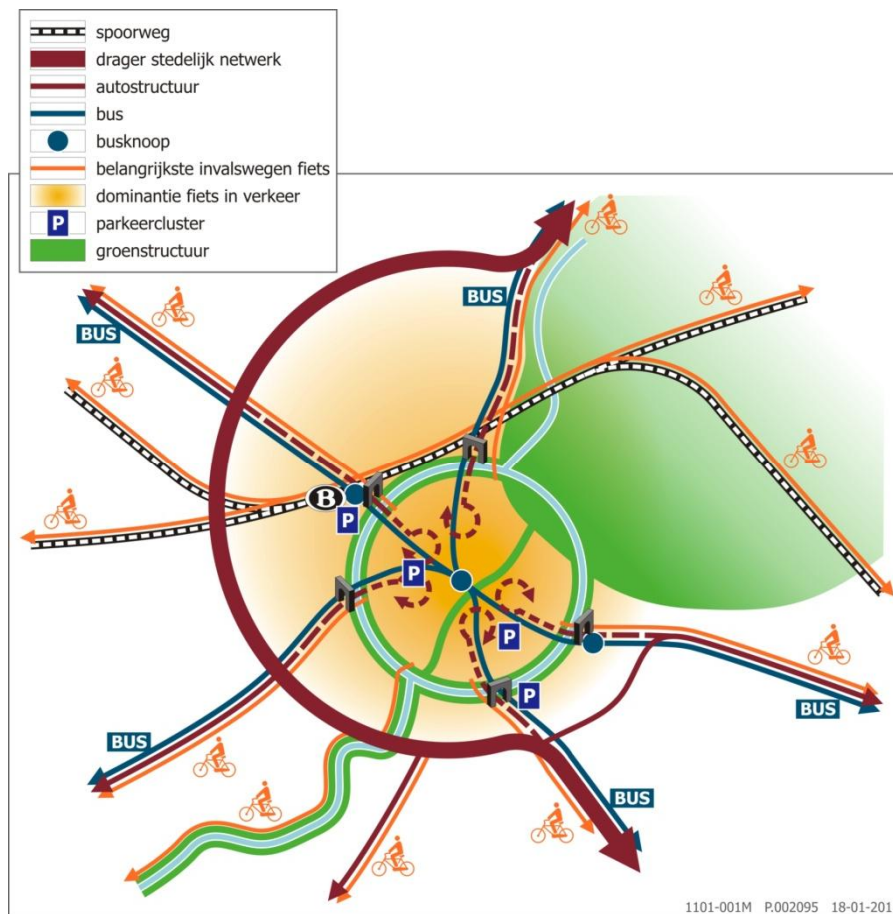 spoorweg
drager stedelijk netwerk
autostructuur
bus
busknoop
belangrijkste invalswegen fiets
dominantie fiets in verkeer
P parkeercluster
groenstructuur
BUS
BUS
B
P
P
P
P
BUS
BUS
BUS
1101-001M P.002095 18-01-201